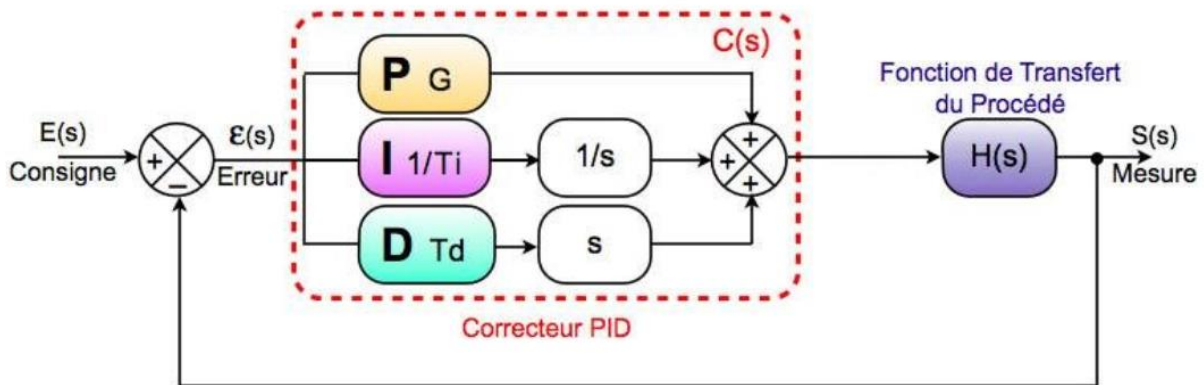 C(s)
P G
Fonction de Transfert
du Procédé
E(s)
Consigne
+
−
ε(s)
Erreur
I 1/Ti
1/s
+
+
+
H(s)
S(s)
Mesure
D Td
s
Correcteur PID